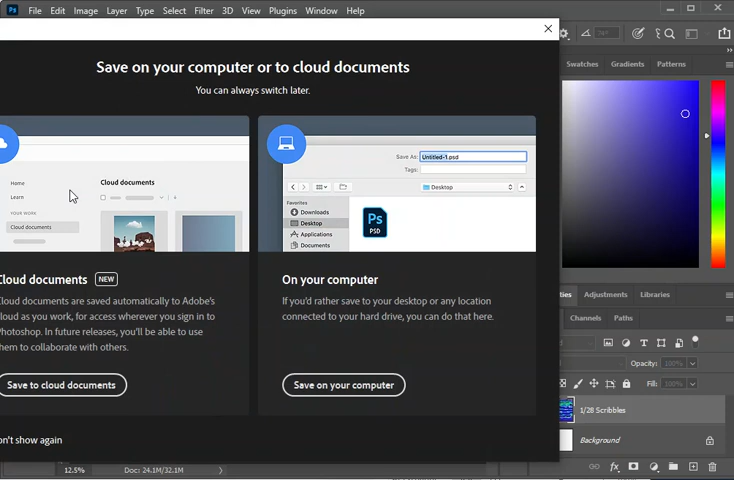 Ps File Edit Image Layer Type Select Filter 3D View Plugins Window Help
Save on your computer or to cloud documents
You can always switch later.
Swatches Gradients Patterns
Home
Learn
YOUR WORK
Cloud documents
Cloud documents
Save As: Untitled-1.psd
Tags:
Desktop
Favorites
Downloads
Desktop
Applications
Documents
Ps
PSD
Cloud documents NEW
Cloud documents are saved automatically to Adobe's
cloud as you work, for access wherever you sign in to
Photoshop. In future releases, you'll be able to use
them to collaborate with others.
Save to cloud documents
On your computer
If you'd rather save to your desktop or any location
connected to your hard drive, you can do that here.
Save on your computer
on't show again
ties Adjustments Libraries
Channels Paths
Opacity: 100%
Fill: 100%
1/28 Scribbles
Background
fx
12.5% Doc: 24.1M/32.1M